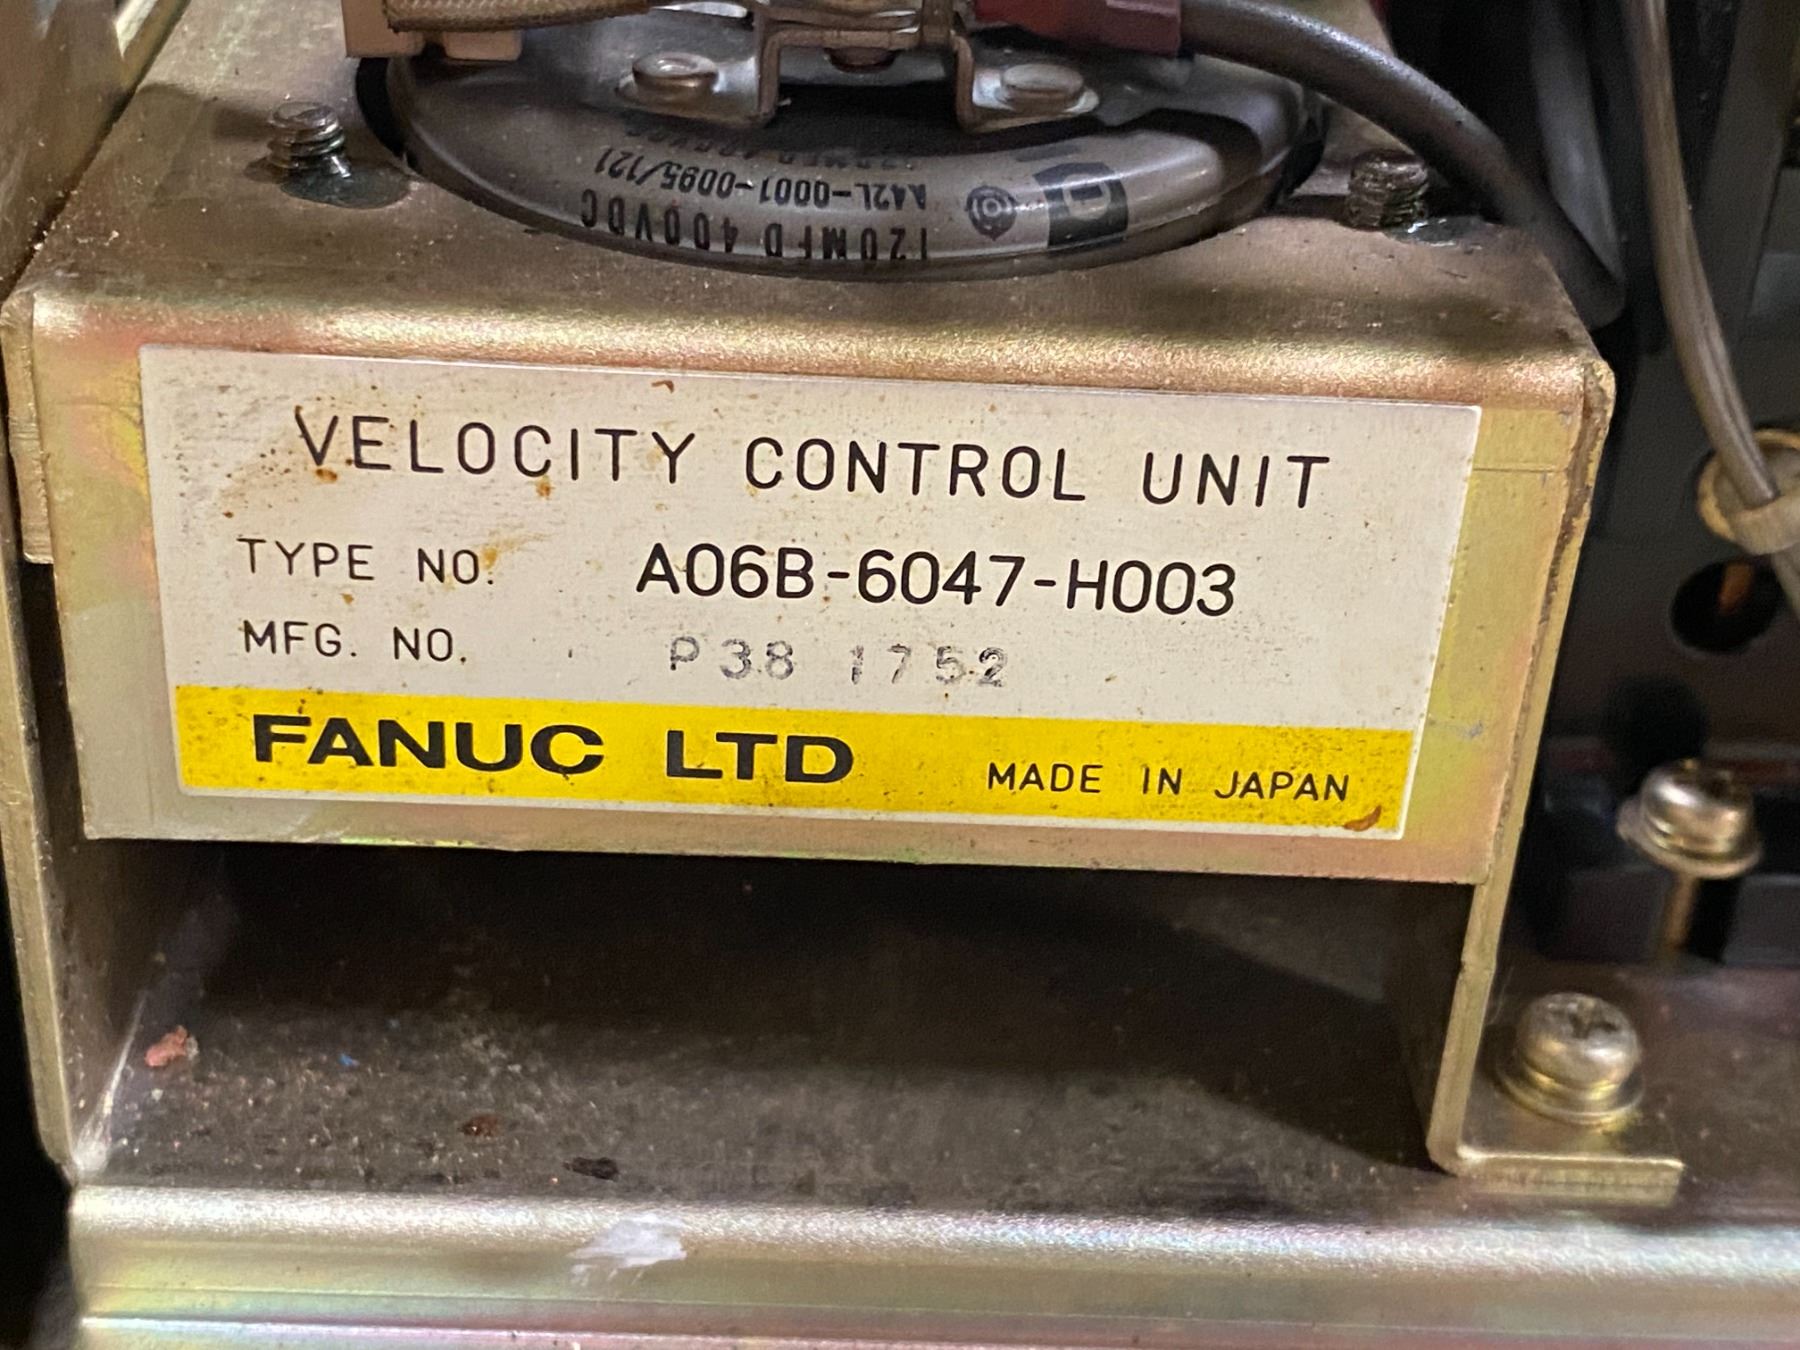 120MFD 400VDC
A42L-0001-0095/121
VELOCITY CONTROL UNIT
TYPE NO. A06B-6047-H003
MFG. NO. P38 1752
FANUC LTD MADE IN JAPAN